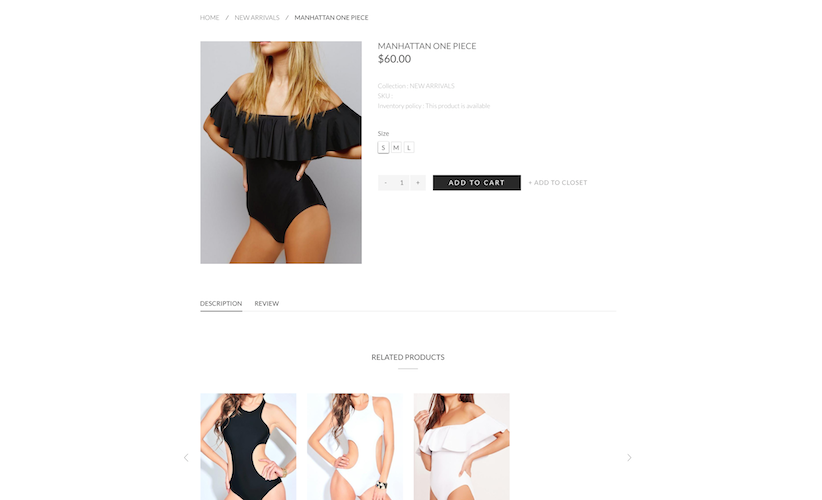 HOME / NEW ARRIVALS / MANHATTAN ONE PIECE
MANHATTAN ONE PIECE
$60.00
Collection : NEW ARRIVALS
SKU :
Inventory policy : This product is available
Size
S M L
- 1 + ADD TO CART + ADD TO CLOSET
DESCRIPTION REVIEW
RELATED PRODUCTS